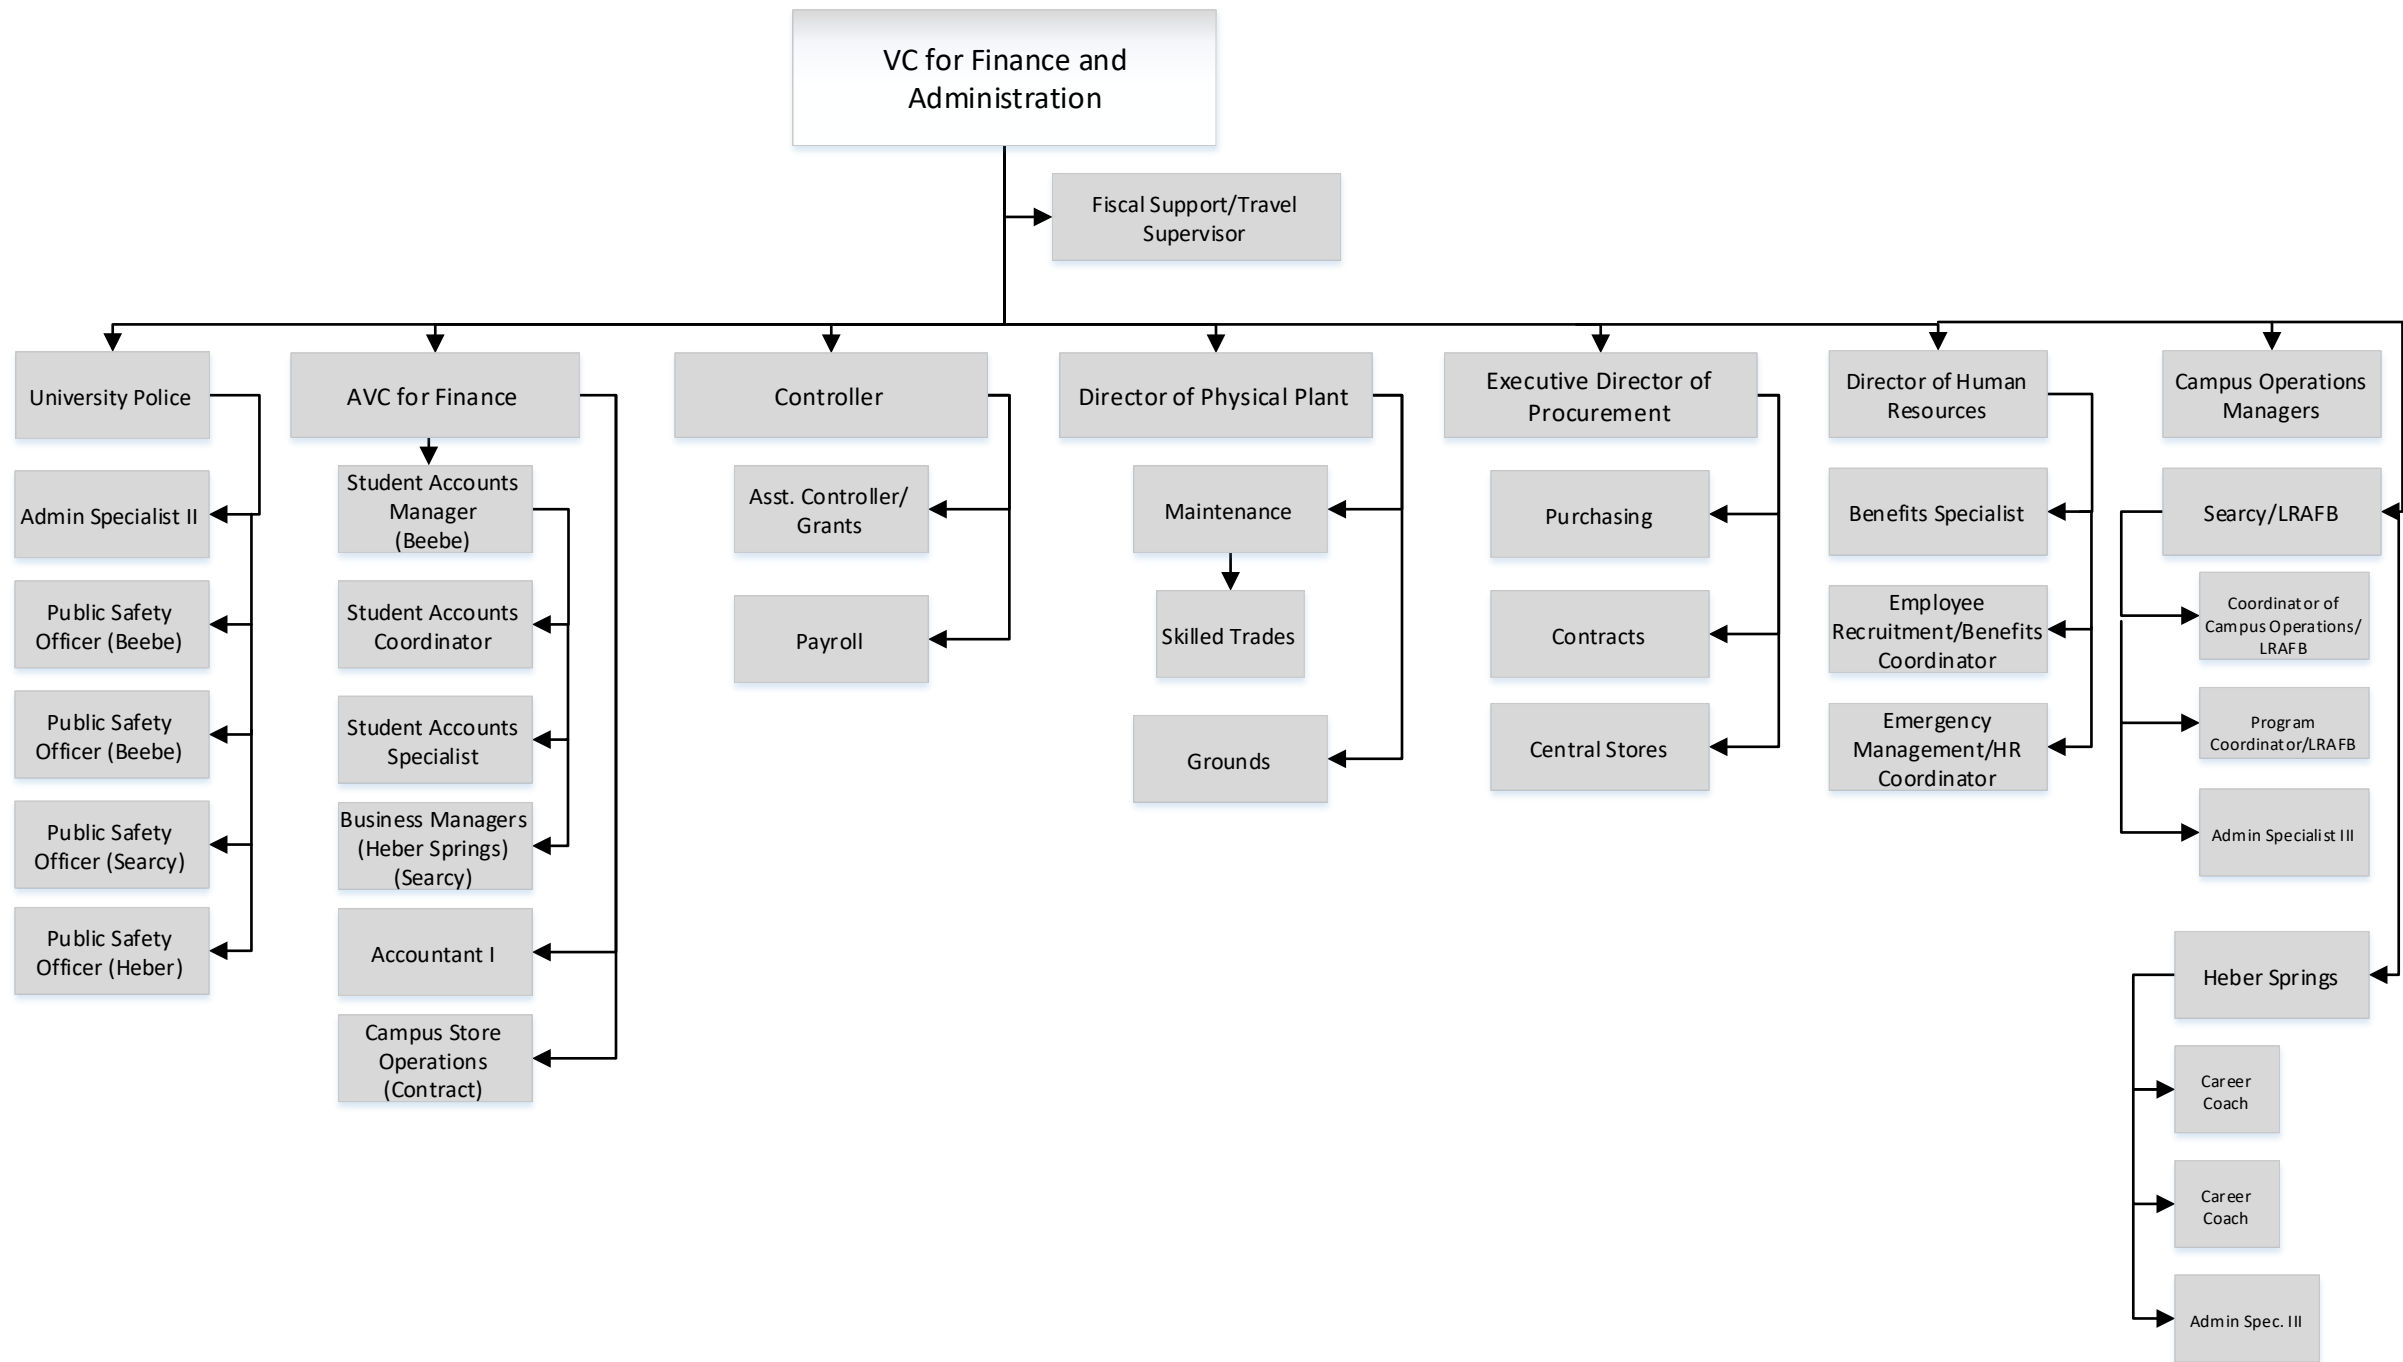 VC for Finance and
Administration
Fiscal Support/Travel
Supervisor
University Police
AVC for Finance
Controller
Director of Physical Plant
Executive Director of
Procurement
Director of Human
Resources
Campus Operations
Managers
Admin Specialist II
Public Safety
Officer (Beebe)
Public Safety
Officer (Beebe)
Public Safety
Officer (Searcy)
Public Safety
Officer (Heber)
Student Accounts
Manager
(Beebe)
Student Accounts
Coordinator
Student Accounts
Specialist
Business Managers
(Heber Springs)
(Searcy)
Accountant I
Campus Store
Operations
(Contract)
Asst. Controller/
Grants
Payroll
Maintenance
Skilled Trades
Grounds
Purchasing
Contracts
Central Stores
Benefits Specialist
Employee
Recruitment/Benefits
Coordinator
Emergency
Management/HR
Coordinator
Searcy/LRAFB
Coordinator of
Campus Operations/
LRAFB
Program
Coordinator/LRAFB
Admin Specialist III
Heber Springs
Career
Coach
Career
Coach
Admin Spec. III